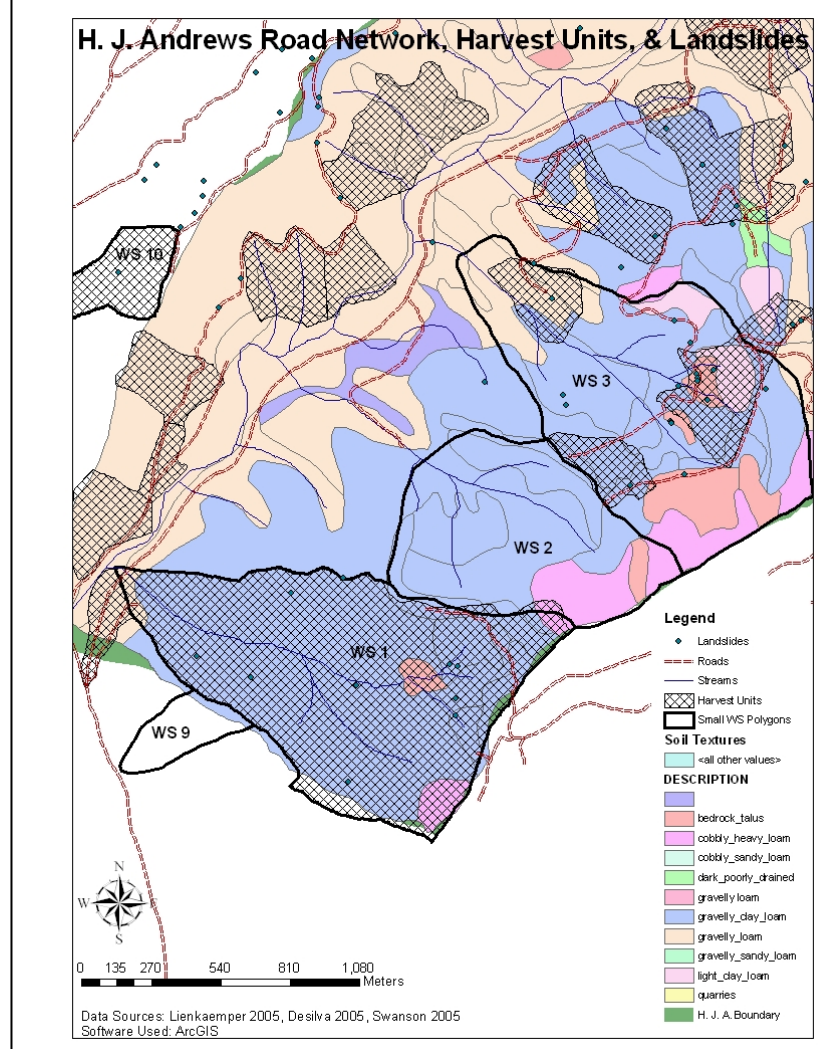 H. J. Andrews Road Network, Harvest Units, & Landslides
WS 10
WS 3
WS 2
WS 1
WS 9
Legend
Landslides
Roads
Streams
Harvest Units
Small WS Polygons
Soil Textures
<all other values>
DESCRIPTION
bedrock_talus
cobbly_heavy_loam
cobbly_sandy_loam
dark_poorly_drained
gravelly loam
gravelly_clay_loam
gravelly_loam
gravelly_sandy_loam
light_clay_loam
quarries
H. J. A. Boundary
N
W E
S
0 135 270 540 810 1,080
Meters
Data Sources: Lienkaemper 2005, Desilva 2005, Swanson 2005
Software Used: ArcGIS